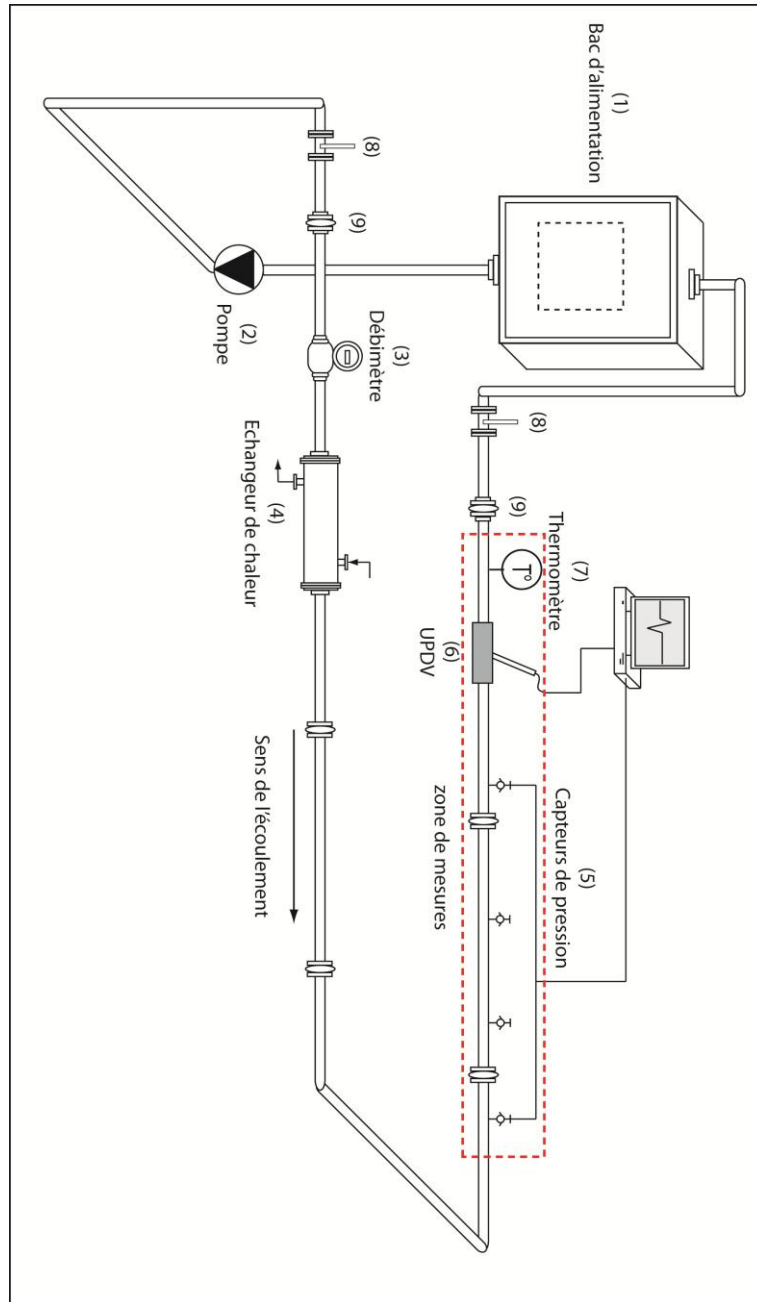 (1)
Bac d'alimentation
(8)
(9)
(2)
Pompe
(3)
Débimètre
(8)
(4)
Echangeur de chaleur
(9)
(7)
Thermomètre
T°
(6)
UPDV
Sens de l'écoulement
zone de mesures
(5)
Capteurs de pression